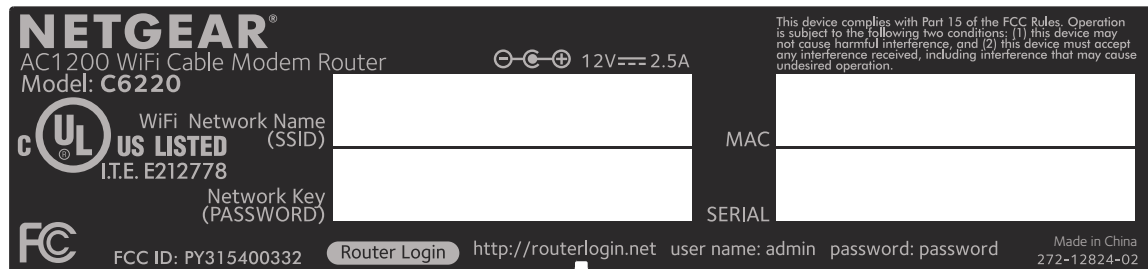 NETGEAR®
AC1200 WiFi Cable Modem Router
Model: C6220
12V⎓2.5A
This device complies with Part 15 of the FCC Rules. Operation
is subject to the following two conditions: (1) this device may
not cause harmful interference, and (2) this device must accept
any interference received, including interference that may cause
undesired operation.
C UL® US LISTED
I.T.E. E212778
WiFi Network Name
(SSID)
MAC
Network Key
(PASSWORD)
SERIAL
FC
FCC ID: PY315400332
Router Login http://routerlogin.net user name: admin password: password
Made in China
272-12824-02